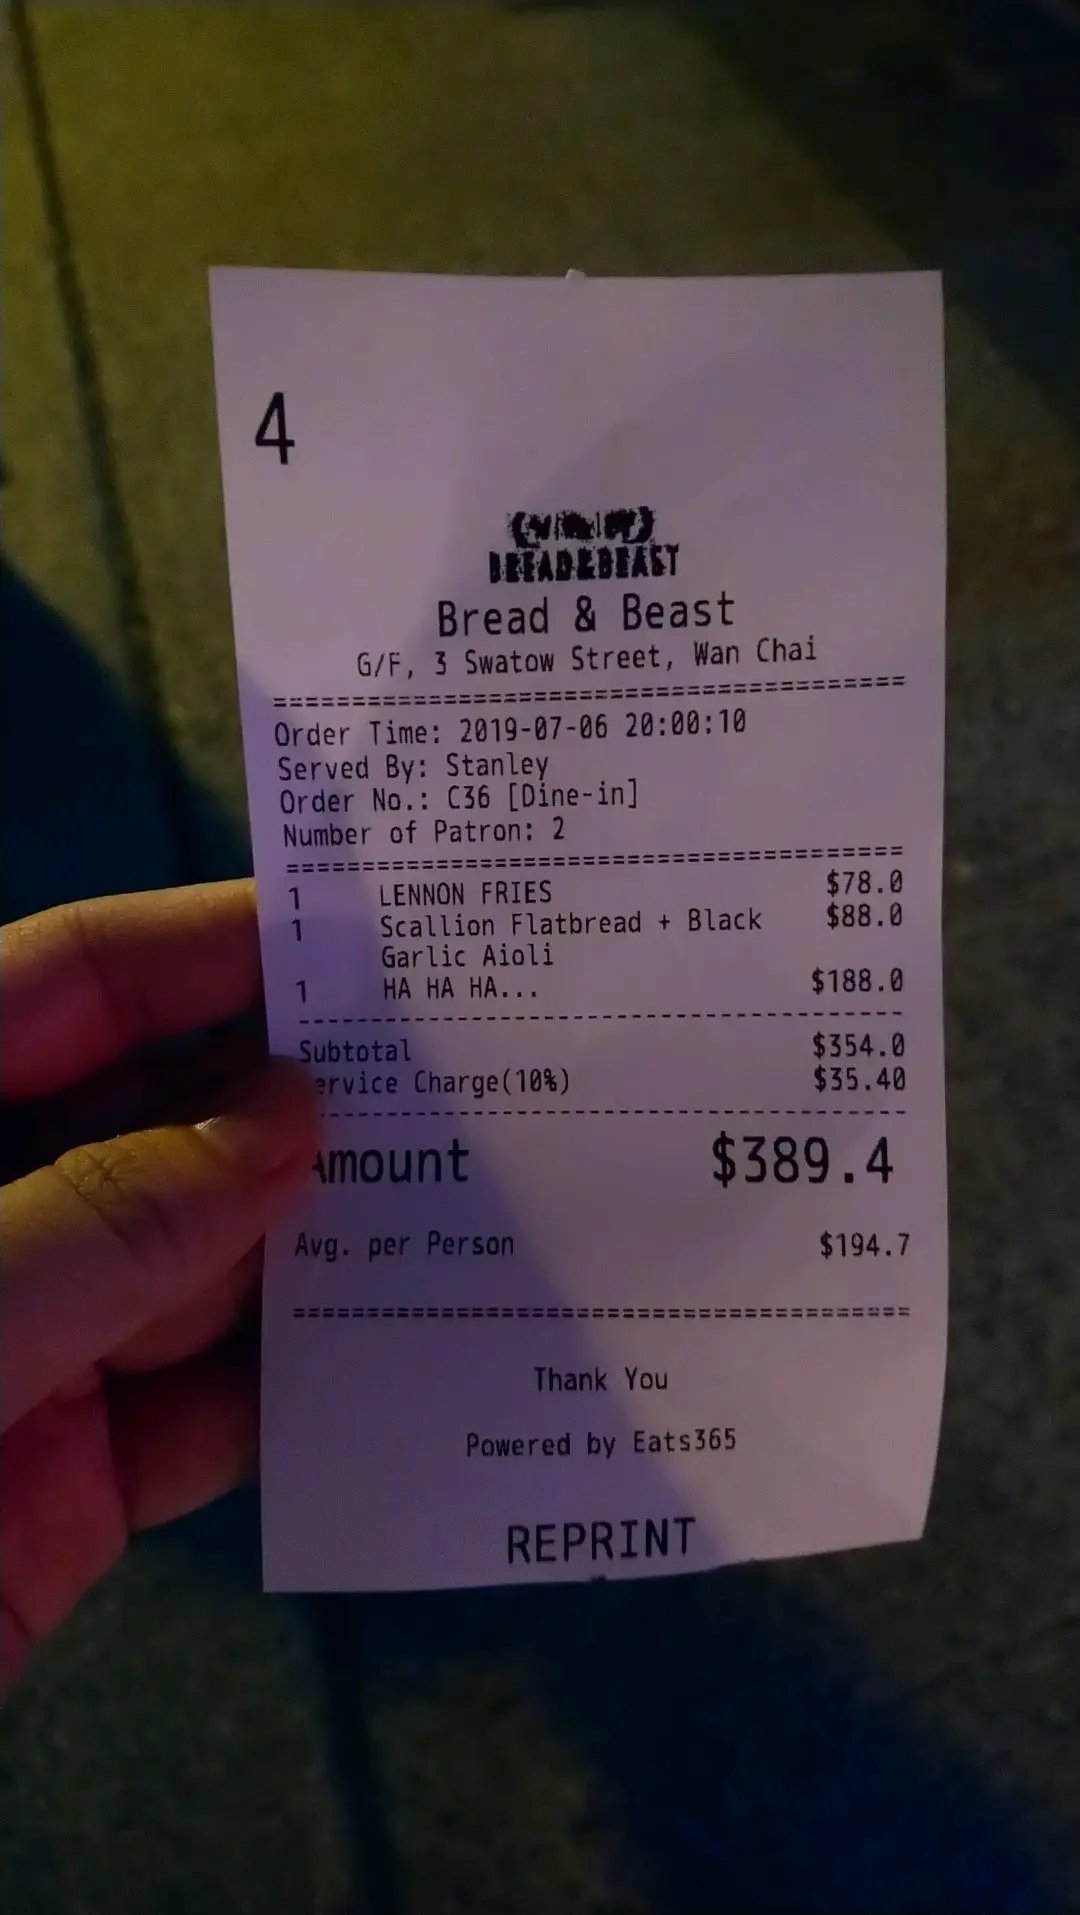 4
BREAD&BEAST
Bread & Beast
G/F, 3 Swatow Street, Wan Chai
========================================
Order Time: 2019-07-06 20:00:10
Served By: Stanley
Order No.: C36 [Dine-in]
Number of Patron: 2
========================================
1 LENNON FRIES $78.0
1 Scallion Flatbread + Black $88.0
Garlic Aioli
1 HA HA HA... $188.0
----------------------------------------
Subtotal $354.0
ervice Charge(10%) $35.40
----------------------------------------
Amount $389.4
Avg. per Person $194.7
========================================
Thank You
Powered by Eats365
REPRINT